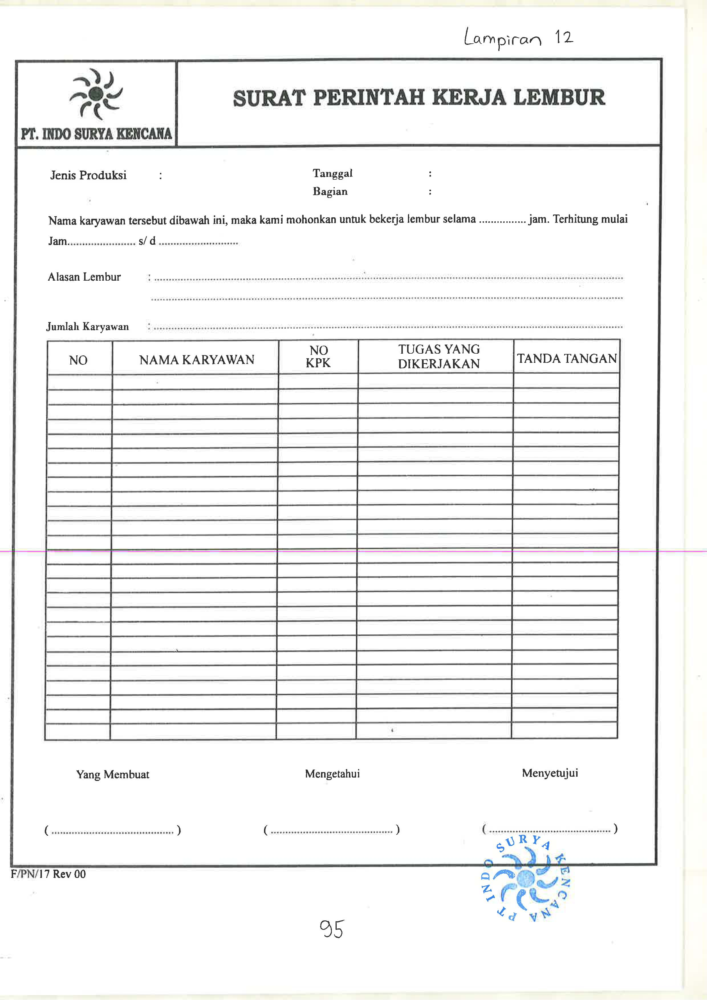 Lampiran 12
PT. INDO SURYA KENCANA
SURAT PERINTAH KERJA LEMBUR
Jenis Produksi :
Tanggal :
Bagian :
Nama karyawan tersebut dibawah ini, maka kami mohonkan untuk bekerja lembur selama ................ jam. Terhitung mulai
Jam....................... s/ d ...........................
Alasan Lembur : ................................................................................
................................................................................
Jumlah Karyawan : ................................................................................
NO NAMA KARYAWAN NO KPK TUGAS YANG DIKERJAKAN TANDA TANGAN
Yang Membuat Mengetahui Menyetujui
( .......................................... ) ( .......................................... ) ( .......................................... )
F/PN/17 Rev 00
PT INDO SURYA KENCANA
95